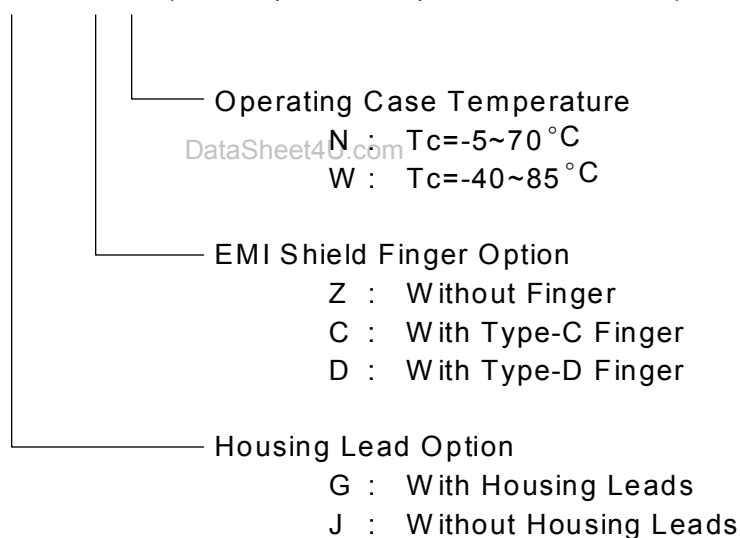 Operating Case Temperature
N : Tc=-5~70°C
DataSheet4U.com
W : Tc=-40~85°C
EMI Shield Finger Option
Z : Without Finger
C : With Type-C Finger
D : With Type-D Finger
Housing Lead Option
G : With Housing Leads
J : Without Housing Leads